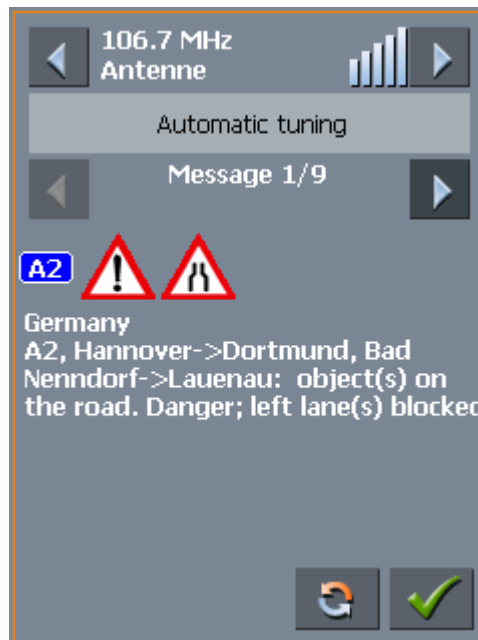 106.7 MHz
Antenne
Automatic tuning
Message 1/9
A2
Germany
A2, Hannover->Dortmund, Bad
Nenndorf->Lauenau: object(s) on
the road. Danger; left lane(s) blocked